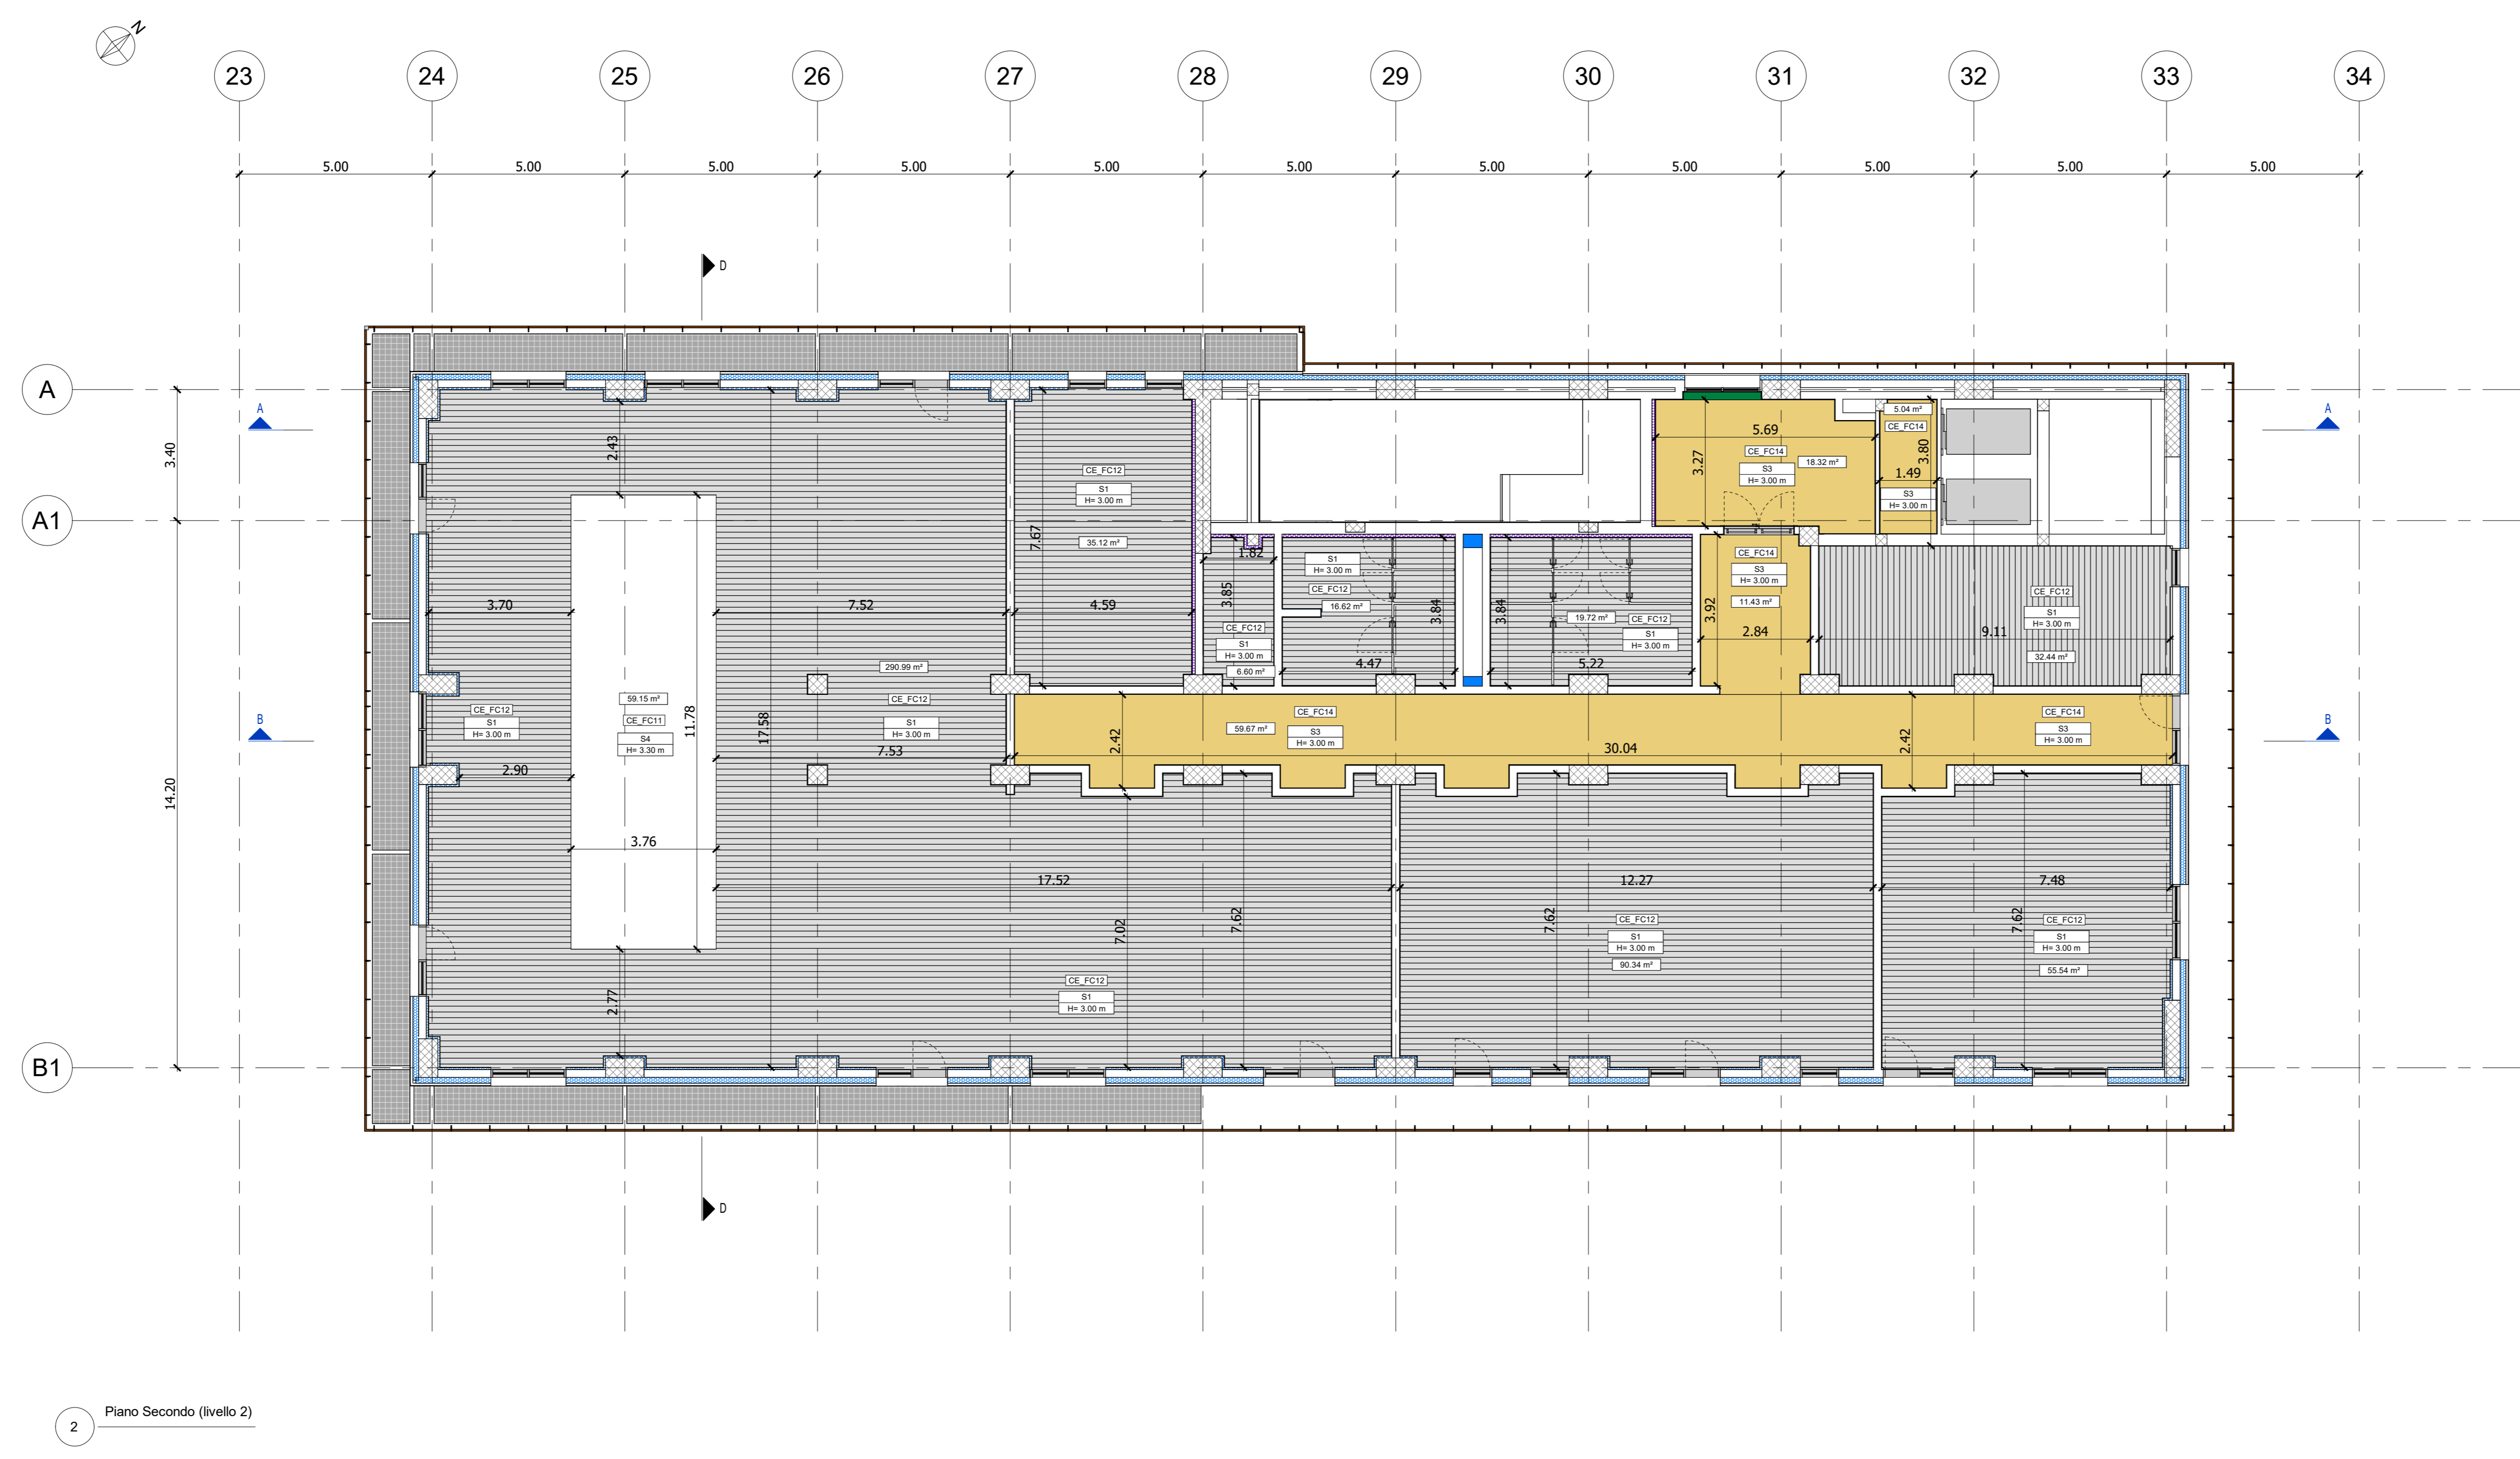 N
23 24 25 26 27 28 29 30 31 32 33 34
5.00 5.00 5.00 5.00 5.00 5.00 5.00 5.00 5.00 5.00 5.00
D
A
A1
B1
3.40
14.20
A
A
B
B
2.43
3.70
7.52
11.78
17.58
290.99 m²
CE_FC12
S1
H= 3.00 m
7.53
59.15 m²
CE_FC11
S4
H= 3.30 m
CE_FC12
S1
H= 3.00 m
2.90
3.76
2.77
17.52
7.02
7.62
CE_FC12
S1
H= 3.00 m
CE_FC12
S1
H= 3.00 m
35.12 m²
7.67
4.59
1.82
3.85
CE_FC12
S1
H= 3.00 m
6.60 m²
S1
H= 3.00 m
CE_FC12
16.62 m²
3.84
4.47
3.84
19.72 m²
CE_FC12
S1
H= 3.00 m
5.22
5.69
3.27
CE_FC14
18.32 m²
S3
H= 3.00 m
5.04 m²
CE_FC14
3.80
1.49
S3
H= 3.00 m
CE_FC14
S3
H= 3.00 m
11.43 m²
3.92
2.84
CE_FC12
S1
H= 3.00 m
9.11
32.44 m²
CE_FC14
59.67 m²
S3
H= 3.00 m
2.42
30.04
2.42
CE_FC14
S3
H= 3.00 m
12.27
7.62
CE_FC12
S1
H= 3.00 m
90.34 m²
7.48
7.62
CE_FC12
S1
H= 3.00 m
55.54 m²
D
2
Piano Secondo (livello 2)